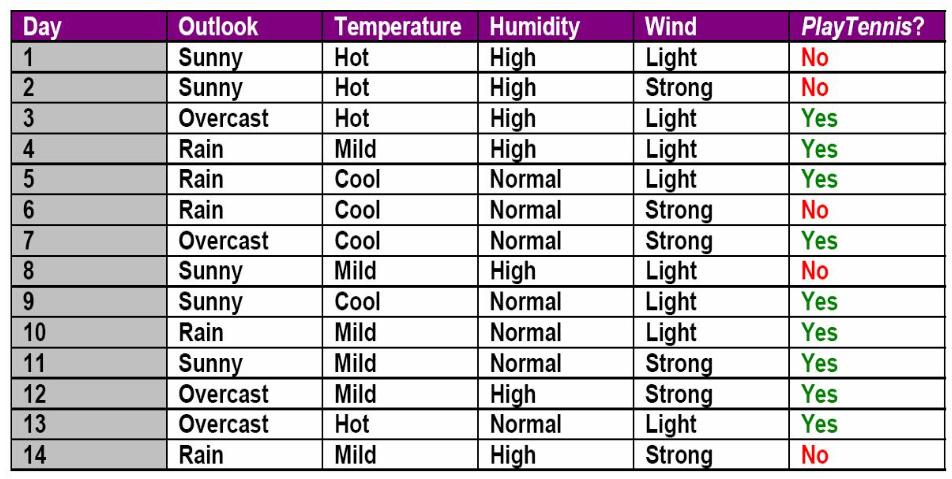 Day Outlook Temperature Humidity Wind PlayTennis?
1 Sunny Hot High Light No
2 Sunny Hot High Strong No
3 Overcast Hot High Light Yes
4 Rain Mild High Light Yes
5 Rain Cool Normal Light Yes
6 Rain Cool Normal Strong No
7 Overcast Cool Normal Strong Yes
8 Sunny Mild High Light No
9 Sunny Cool Normal Light Yes
10 Rain Mild Normal Light Yes
11 Sunny Mild Normal Strong Yes
12 Overcast Mild High Strong Yes
13 Overcast Hot Normal Light Yes
14 Rain Mild High Strong No